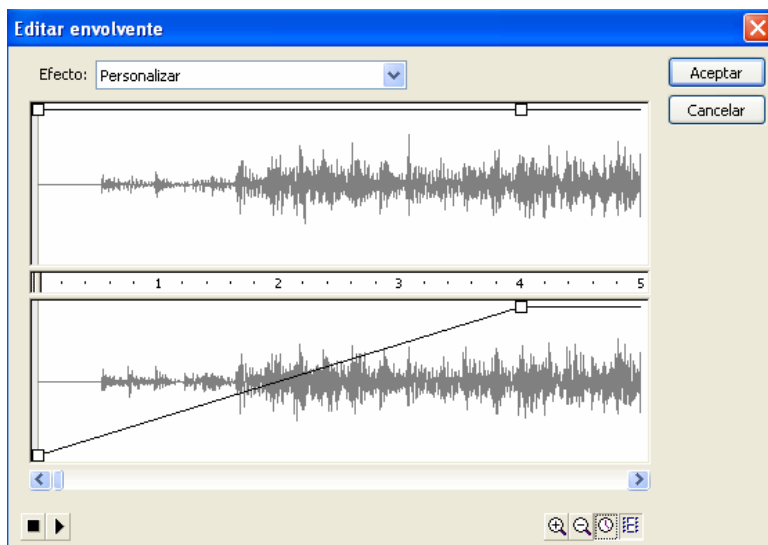 Editar envolvente
Efecto: Personalizar
Aceptar
Cancelar
1 2 3 4 5